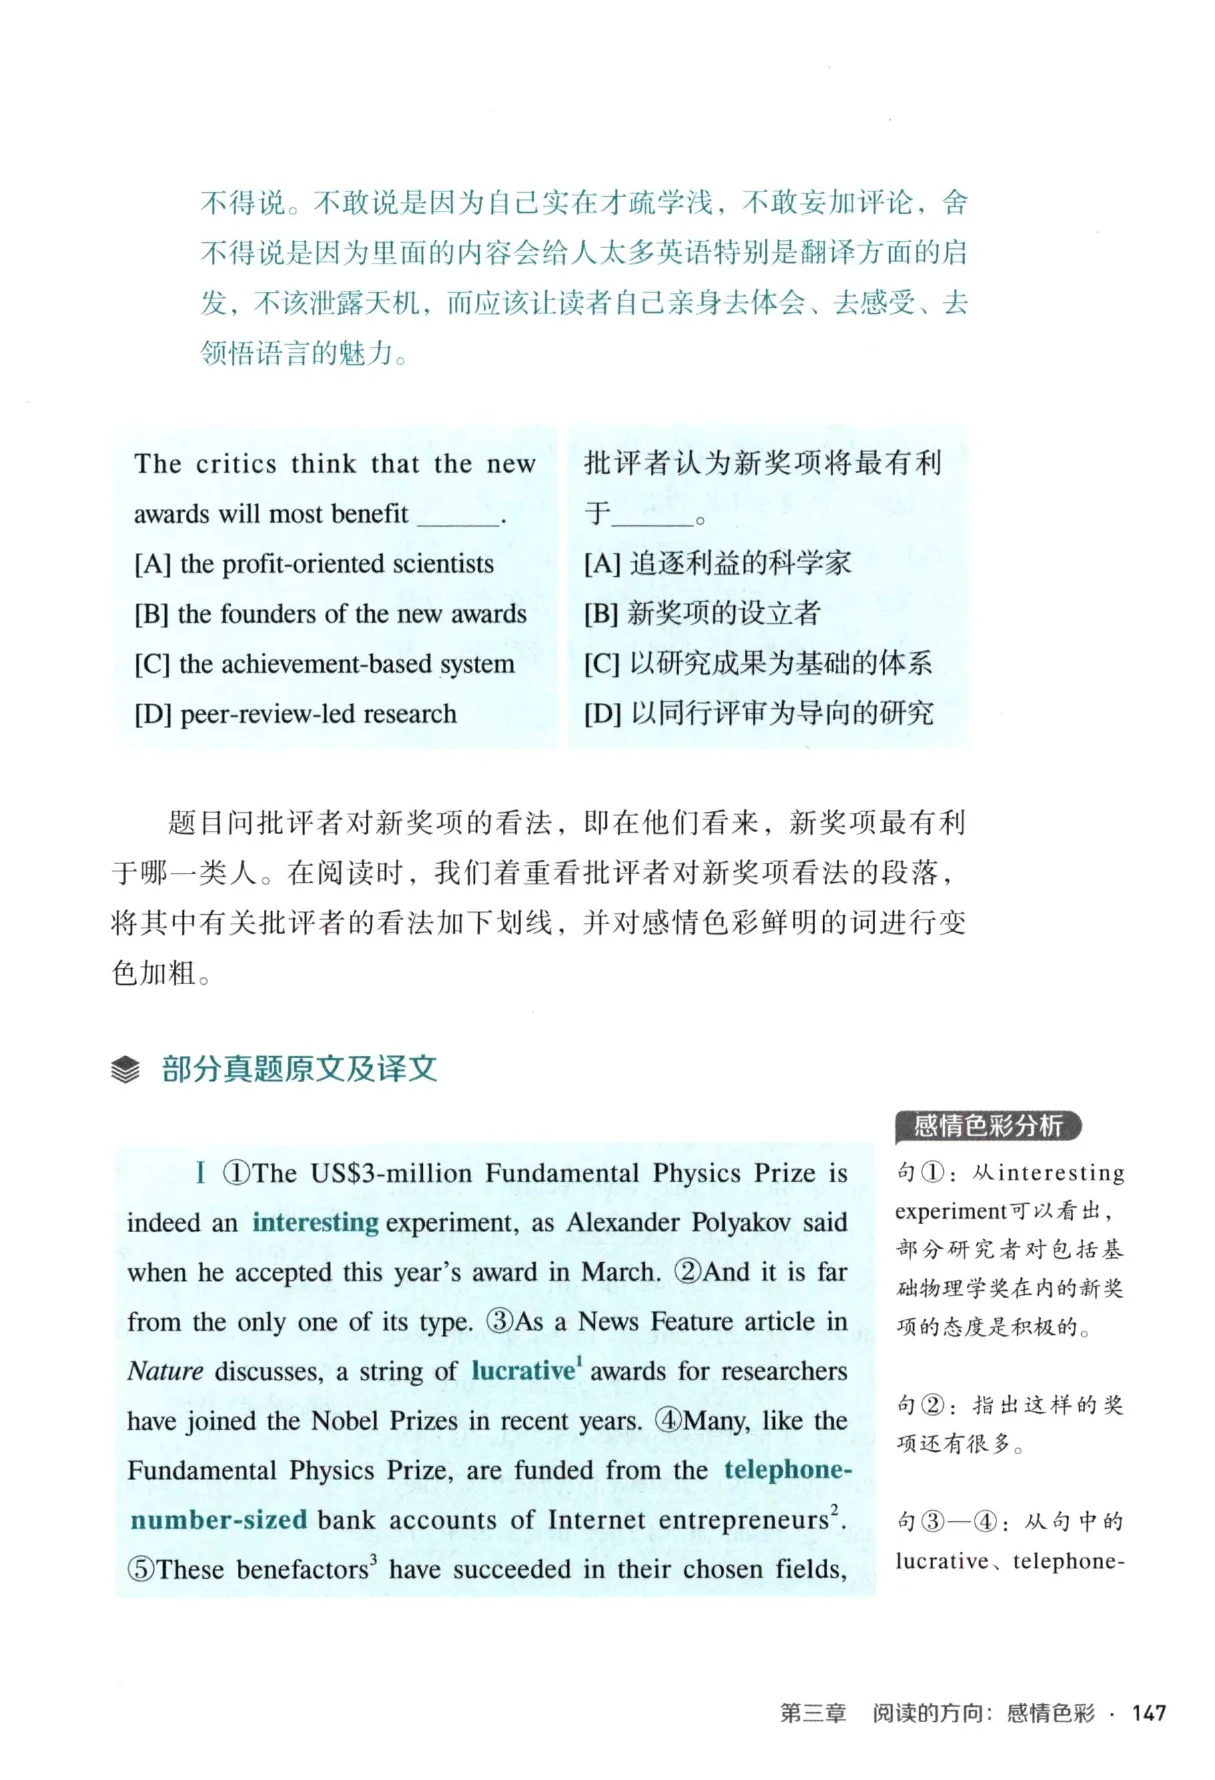 不得说。不敢说是因为自己实在才疏学浅，不敢妄加评论，舍
不得说是因为里面的内容会给人太多英语特别是翻译方面的启
发，不该泄露天机，而应该让读者自己亲身去体会、去感受、去
领悟语言的魅力。
The critics think that the new
awards will most benefit ______.
[A] the profit-oriented scientists
[B] the founders of the new awards
[C] the achievement-based system
[D] peer-review-led research
批评者认为新奖项将最有利
于______。
[A] 追逐利益的科学家
[B] 新奖项的设立者
[C] 以研究成果为基础的体系
[D] 以同行评审为导向的研究
题目问批评者对新奖项的看法，即在他们看来，新奖项最有利
于哪一类人。在阅读时，我们着重看批评者对新奖项看法的段落，
将其中有关批评者的看法加下划线，并对感情色彩鲜明的词进行变
色加粗。
部分真题原文及译文
I ①The US$3-million Fundamental Physics Prize is
indeed an interesting experiment, as Alexander Polyakov said
when he accepted this year's award in March. ②And it is far
from the only one of its type. ③As a News Feature article in
Nature discusses, a string of lucrative¹ awards for researchers
have joined the Nobel Prizes in recent years. ④Many, like the
Fundamental Physics Prize, are funded from the telephone-
number-sized bank accounts of Internet entrepreneurs².
⑤These benefactors³ have succeeded in their chosen fields,
感情色彩分析
句①：从interesting
experiment可以看出，
部分研究者对包括基
础物理学奖在内的新奖
项的态度是积极的。
句②：指出这样的奖
项还有很多。
句③—④：从句中的
lucrative、telephone-
第三章 阅读的方向：感情色彩 · 147